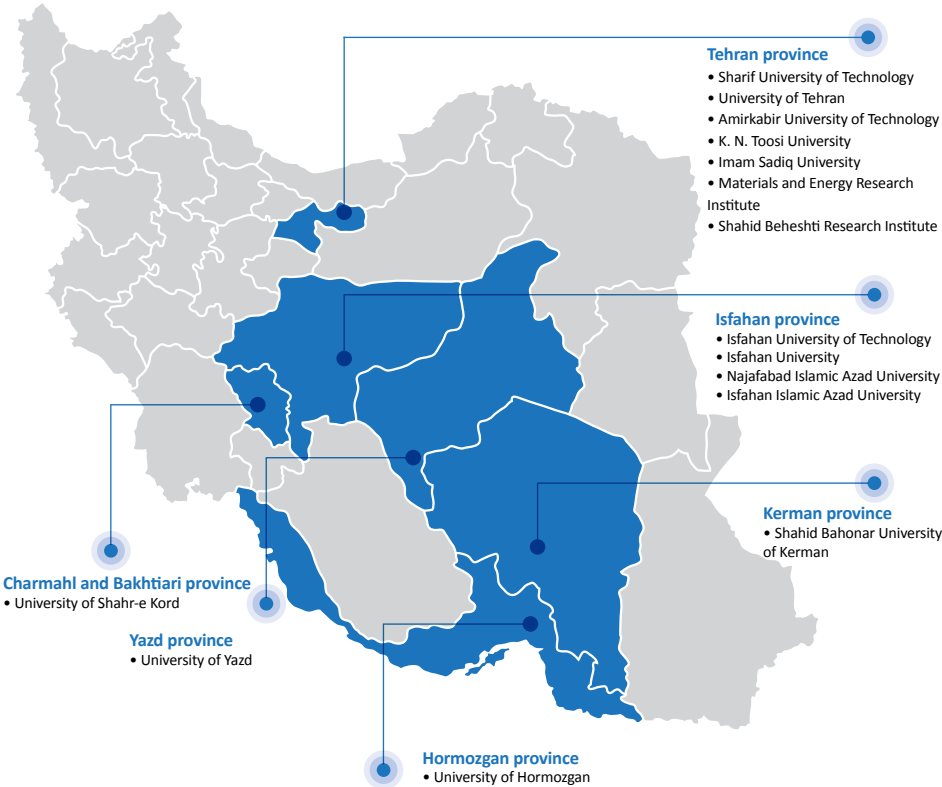 Tehran province
• Sharif University of Technology
• University of Tehran
• Amirkabir University of Technology
• K. N. Toosi University
• Imam Sadiq University
• Materials and Energy Research
Institute
• Shahid Beheshti Research Institute
Isfahan province
• Isfahan University of Technology
• Isfahan University
• Najafabad Islamic Azad University
• Isfahan Islamic Azad University
Kerman province
• Shahid Bahonar University
of Kerman
Charmahl and Bakhtiari province
• University of Shahr-e Kord
Yazd province
• University of Yazd
Hormozgan province
• University of Hormozgan